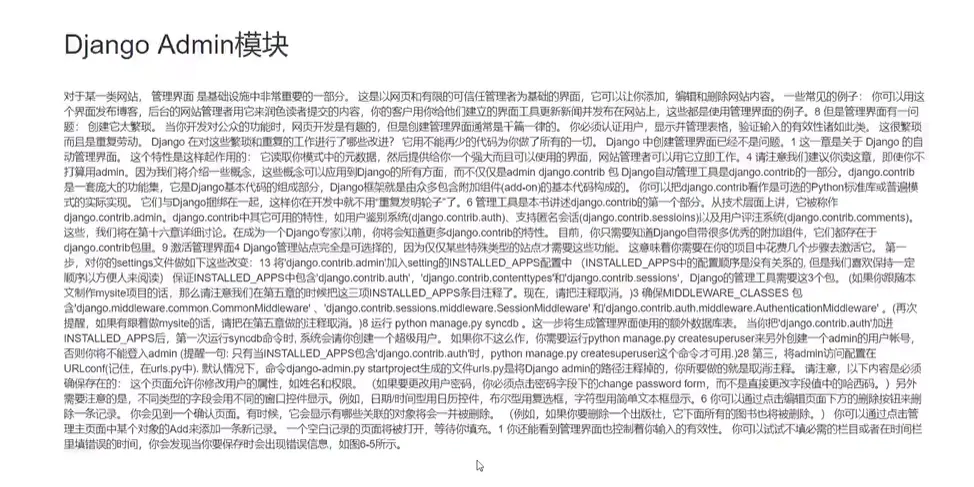 Django Admin模块
对于某一类网站， 管理界面 是基础设施中非常重要的一部分。 这是以网页和有限的可信任管理者为基础的界面，它可以让你添加，编辑和删除网站内容。 一些常见的例子： 你可以用这
个界面发布博客，后台的网站管理者用它来润色读者提交的内容，你的客户用你给他们建立的界面工具更新新闻并发布在网站上，这些都是使用管理界面的例子。8 但是管理界面有一问
题： 创建它太繁琐。 当你开发对公众的功能时，网页开发是有趣的，但是创建管理界面通常是千篇一律的。 你必须认证用户，显示并管理表格，验证输入的有效性诸如此类。 这很繁琐
而且是重复劳动。 Django 在对这些繁琐和重复的工作进行了哪些改进？ 它用不能再少的代码为你做了所有的一切。 Django 中创建管理界面已经不是问题。1 这一章是关于 Django 的自
动管理界面。 这个特性是这样起作用的： 它读取你模式中的元数据，然后提供给你一个强大而且可以使用的界面，网站管理者可以用它立即工作。4 请注意我们建议你读这章，即使你不
打算用admin。因为我们将介绍一些概念，这些概念可以应用到Django的所有方面，而不仅仅是admin django.contrib 包 Django自动管理工具是django.contrib的一部分。django.contrib
是一套庞大的功能集，它是Django基本代码的组成部分，Django框架就是由众多包含附加组件(add-on)的基本代码构成的。 你可以把django.contrib看作是可选的Python标准库或普遍模
式的实际实现。 它们与Django捆绑在一起，这样你在开发中就不用“重复发明轮子”了。6 管理工具是本书讲述django.contrib的第一个部分。从技术层面上讲，它被称作
django.contrib.admin。django.contrib中其它可用的特性，如用户鉴别系统(django.contrib.auth)、支持匿名会话(django.contrib.sessioins)以及用户评注系统(django.contrib.comments)。
这些，我们将在第十六章详细讨论。在成为一个Django专家以前，你将会知道更多django.contrib的特性。 目前，你只需要知道Django自带很多优秀的附加组件，它们都存在于
django.contrib包里。9 激活管理界面4 Django管理站点完全是可选择的，因为仅仅某些特殊类型的站点才需要这些功能。 这意味着你需要在你的项目中花费几个步骤去激活它。 第一
步，对你的settings文件做如下这些改变：13 将'django.contrib.admin'加入setting的INSTALLED_APPS配置中 （INSTALLED_APPS中的配置顺序是没有关系的, 但是我们喜欢保持一定
顺序以方便人来阅读） 保证INSTALLED_APPS中包含'django.contrib.auth'，'django.contrib.contenttypes'和'django.contrib.sessions'，Django的管理工具需要这3个包。 (如果你跟随本
文制作mysite项目的话，那么请注意我们在第五章的时候把这三项INSTALLED_APPS条目注释了。现在，请把注释取消。)3 确保MIDDLEWARE_CLASSES 包
含'django.middleware.common.CommonMiddleware' 、'django.contrib.sessions.middleware.SessionMiddleware' 和'django.contrib.auth.middleware.AuthenticationMiddleware' 。(再次
提醒，如果有跟着做mysite的话，请把在第五章做的注释取消。)8 运行 python manage.py syncdb 。这一步将生成管理界面使用的额外数据库表。 当你把'django.contrib.auth'加进
INSTALLED_APPS后，第一次运行syncdb命令时, 系统会请你创建一个超级用户。 如果你不这么作，你需要运行python manage.py createsuperuser来另外创建一个admin的用户帐号，
否则你将不能登入admin (提醒一句: 只有当INSTALLED_APPS包含'django.contrib.auth'时，python manage.py createsuperuser这个命令才可用.)28 第三，将admin访问配置在
URLconf(记住，在urls.py中). 默认情况下，命令django-admin.py startproject生成的文件urls.py是将Django admin的路径注释掉的，你所要做的就是取消注释。 请注意，以下内容是必须
确保存在的： 这个页面允许你修改用户的属性，如姓名和权限。 （如果要更改用户密码，你必须点击密码字段下的change password form，而不是直接更改字段值中的哈西码。）另外
需要注意的是，不同类型的字段会用不同的窗口控件显示。例如，日期/时间型用日历控件，布尔型用复选框，字符型用简单文本框显示。6 你可以通过点击编辑页面下方的删除按钮来删
除一条记录。 你会见到一个确认页面。有时候，它会显示有哪些关联的对象将会一并被删除。 （例如，如果你要删除一个出版社，它下面所有的图书也将被删除。） 你可以通过点击管
理主页面中某个对象的Add来添加一条新记录。 一个空白记录的页面将被打开，等待你填充。1 你还能看到管理界面也控制着你输入的有效性。 你可以试试不填必需的栏目或者在时间栏
里填错误的时间，你会发现当你要保存时会出现错误信息，如图6-5所示。